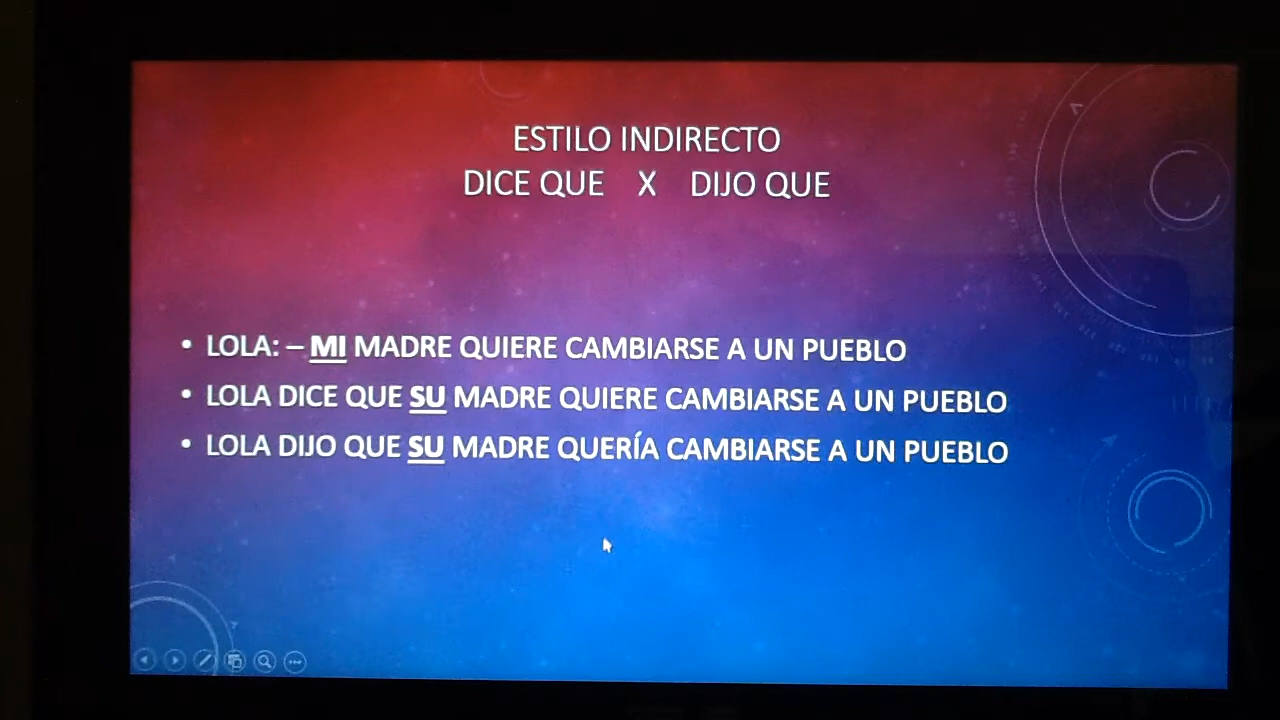 ESTILO INDIRECTO
DICE QUE X DIJO QUE
• LOLA: – MI MADRE QUIERE CAMBIARSE A UN PUEBLO
• LOLA DICE QUE SU MADRE QUIERE CAMBIARSE A UN PUEBLO
• LOLA DIJO QUE SU MADRE QUERÍA CAMBIARSE A UN PUEBLO